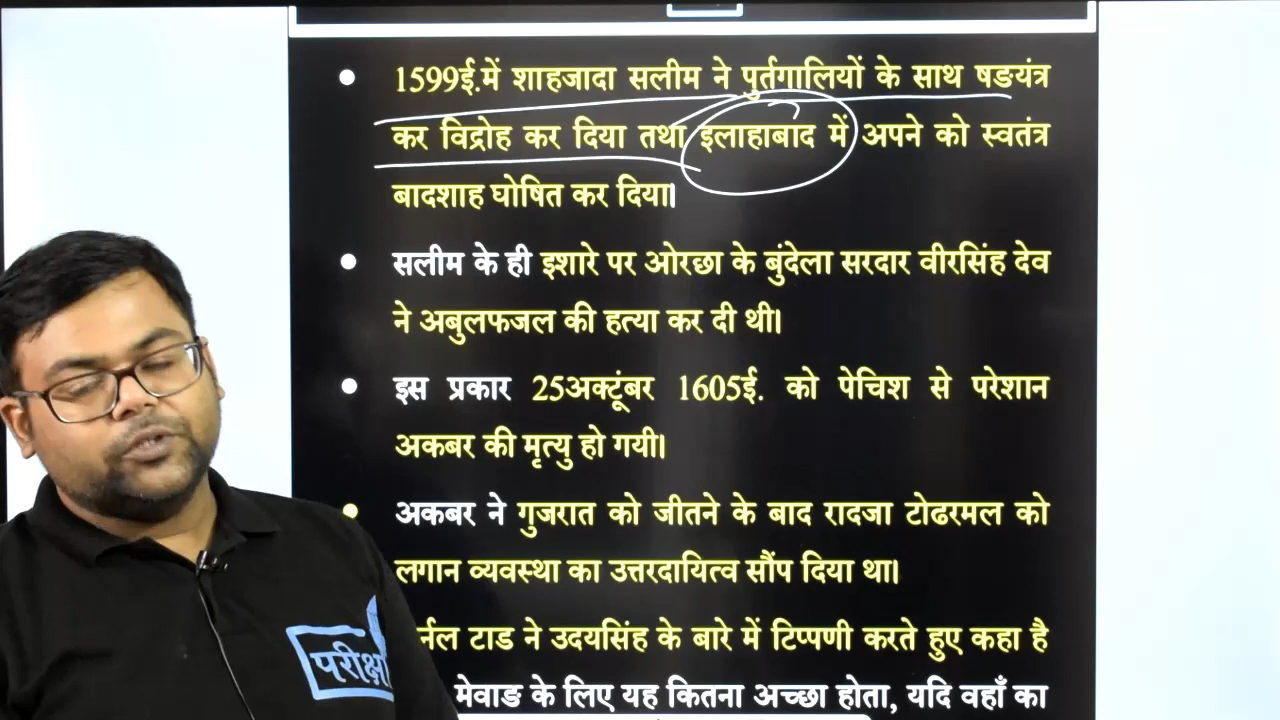 1599ई.में शाहजादा सलीम ने पुर्तगालियों के साथ षङयंत्र
कर विद्रोह कर दिया तथा इलाहाबाद में अपने को स्वतंत्र
बादशाह घोषित कर दिया।
सलीम के ही इशारे पर ओरछा के बुंदेला सरदार वीरसिंह देव
ने अबुलफजल की हत्या कर दी थी।
इस प्रकार 25अक्टूंबर 1605ई. को पेचिश से परेशान
अकबर की मृत्यु हो गयी।
अकबर ने गुजरात को जीतने के बाद रादजा टोढरमल को
लगान व्यवस्था का उत्तरदायित्व सौंप दिया था।
र्नल टाड ने उदयसिंह के बारे में टिप्पणी करते हुए कहा है
मेवाङ के लिए यह कितना अच्छा होता, यदि वहाँ का
परीक्षा